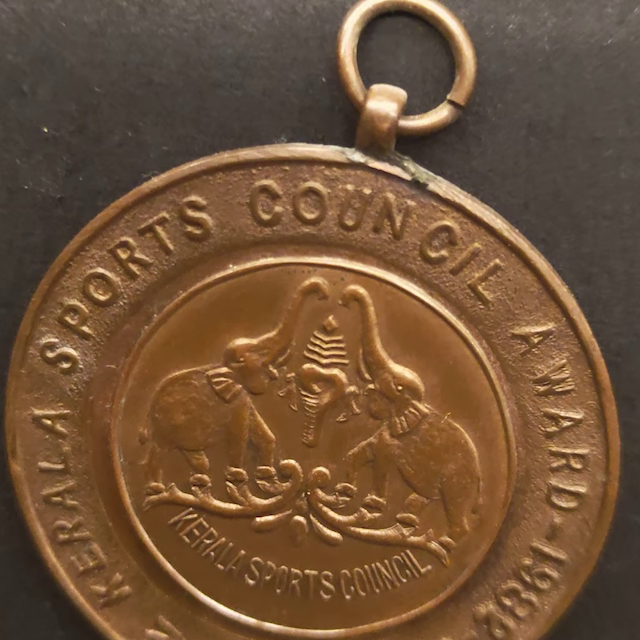 KERALA SPORTS COUNCIL AWARD-1982
KERALA SPORTS COUNCIL